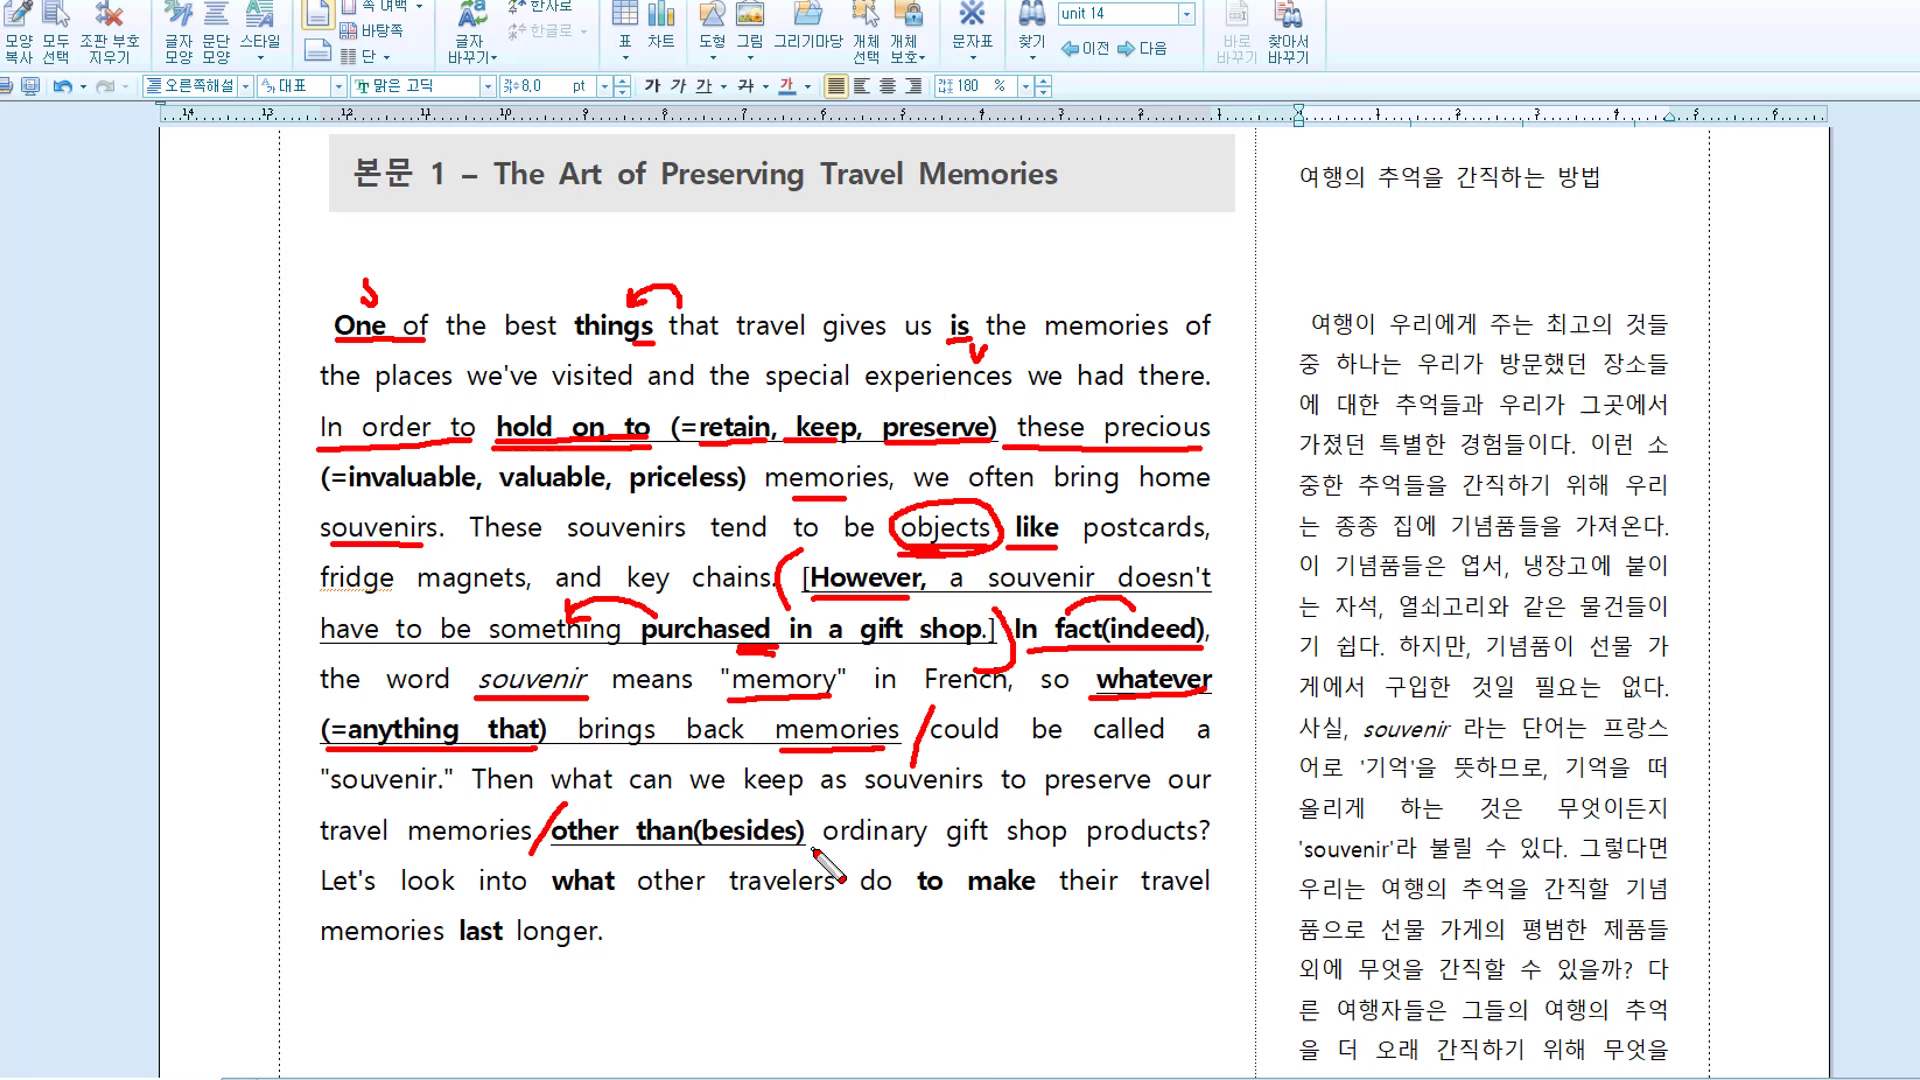 속 여백
한자로
바탕쪽
한글로
unit 14
모양 복사
모두 선택
조판 부호 지우기
글자 모양
문단 모양
스타일
단
글자 바꾸기
표
차트
도형
그림
그리기마당
개체 선택
개체 보호
문자표
찾기
이전
다음
바로 바꾸기
찾아서 바꾸기
오른쪽해설
대표
맑은 고딕
8,0 pt
가 가 가 가 가
180 %
14 13 12 11 10 9 8 7 6 5 4 3 2 1 1 2 3 4 5 6
본문 1 – The Art of Preserving Travel Memories
One of the best things that travel gives us is the memories of
the places we've visited and the special experiences we had there.
In order to hold on to (=retain, keep, preserve) these precious
(=invaluable, valuable, priceless) memories, we often bring home
souvenirs. These souvenirs tend to be objects like postcards,
fridge magnets, and key chains. [However, a souvenir doesn't
have to be something purchased in a gift shop.] In fact(indeed),
the word souvenir means "memory" in French, so whatever
(=anything that) brings back memories could be called a
"souvenir." Then what can we keep as souvenirs to preserve our
travel memories other than(besides) ordinary gift shop products?
Let's look into what other travelers do to make their travel
memories last longer.
여행의 추억을 간직하는 방법
여행이 우리에게 주는 최고의 것들
중 하나는 우리가 방문했던 장소들
에 대한 추억들과 우리가 그곳에서
가졌던 특별한 경험들이다. 이런 소
중한 추억들을 간직하기 위해 우리
는 종종 집에 기념품들을 가져온다.
이 기념품들은 엽서, 냉장고에 붙이
는 자석, 열쇠고리와 같은 물건들이
기 쉽다. 하지만, 기념품이 선물 가
게에서 구입한 것일 필요는 없다.
사실, souvenir 라는 단어는 프랑스
어로 '기억'을 뜻하므로, 기억을 떠
올리게 하는 것은 무엇이든지
'souvenir'라 불릴 수 있다. 그렇다면
우리는 여행의 추억을 간직할 기념
품으로 선물 가게의 평범한 제품들
외에 무엇을 간직할 수 있을까? 다
른 여행자들은 그들의 여행의 추억
을 더 오래 간직하기 위해 무엇을